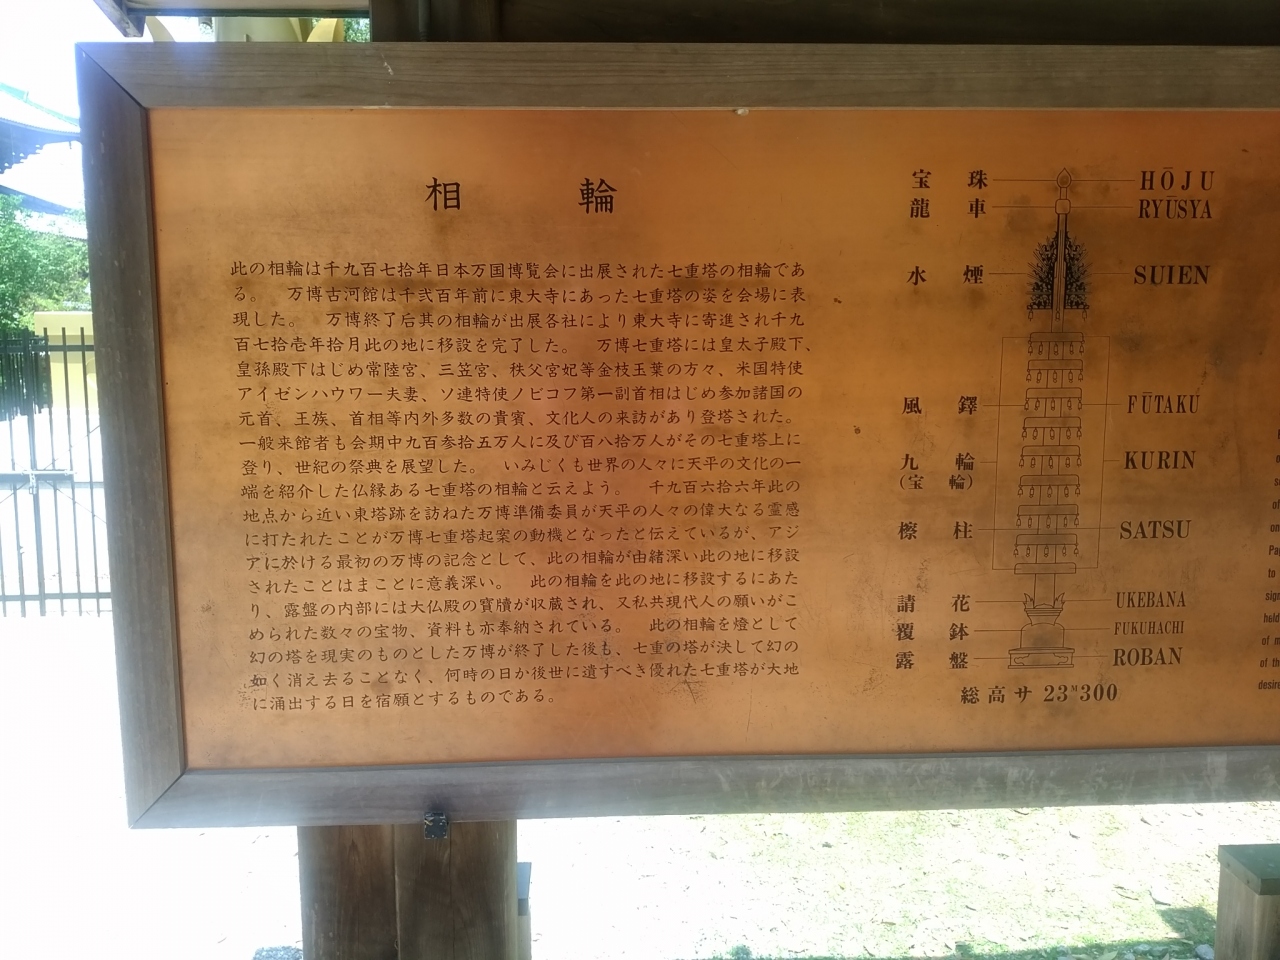 相輪
此の相輪は千九百七拾年日本万国博覧会に出展された七重塔の相輪であ
る。 万博古河館は千弐百年前に東大寺にあった七重塔の姿を会場に表
現した。 万博終了后其の相輪が出展各社により東大寺に寄進され千九
百七拾壱年拾月此の地に移設を完了した。 万博七重塔には皇太子殿下、
皇孫殿下はじめ常陸宮、三笠宮、秩父宮妃等金枝玉葉の方々、米国特使
アイゼンハウワー夫妻、ソ連特使ノビコフ第一副首相はじめ参加諸国の
元首、王族、首相等内外多数の貴賓、文化人の来訪があり登塔された。
一般来館者も会期中九百参拾五万人に及び百八拾万人がその七重塔上に
登り、世紀の祭典を展望した。 いみじくも世界の人々に天平の文化の一
端を紹介した仏縁ある七重塔の相輪と云えよう。 千九百六拾六年此の
地点から近い東塔跡を訪ねた万博準備委員が天平の人々の偉大なる霊感
に打たれたことが万博七重塔起案の動機となったと伝えているが、アジ
アに於ける最初の万博の記念として、此の相輪が由緒深い此の地に移設
されたことはまことに意義深い。 此の相輪を此の地に移設するにあた
り、露盤の内部には大仏殿の寶牘が収蔵され、又私共現代人の願いがこ
められた数々の宝物、資料も亦奉納されている。 此の相輪を燈として
幻の塔を現実のものとした万博が終了した後も、七重の塔が決して幻の
如く消え去ることなく、何時の日か後世に遺すべき優れた七重塔が大地
に涌出する日を宿願とするものである。
宝珠 HŌJU
龍車 RYŪSYA
水煙 SUIEN
風鐸 FŪTAKU
九輪 KURIN
(宝輪)
檫柱 SATSU
請花 UKEBANA
覆鉢 FUKUHACHI
露盤 ROBAN
総高サ 23ᴹ300